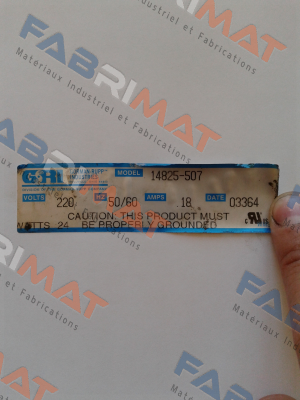 FABRIMAT
Materiaux Industriel et Fabrications
MODEL 14825-507
VOLTS 220 50/60 AMPS 18 DATE 03364
CAUTION: THIS PRODUCT MUST
WATTS 24 BE PROPERLY GROUNDED